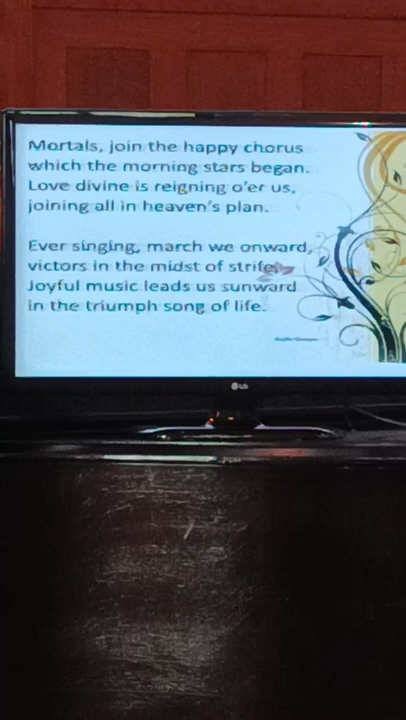 Mortals, join the happy chorus
which the morning stars began.
Love divine is reigning o'er us,
joining all in heaven's plan.
Ever singing, march we onward,
victors in the midst of strife;
Joyful music leads us sunward
in the triumph song of life.
LG